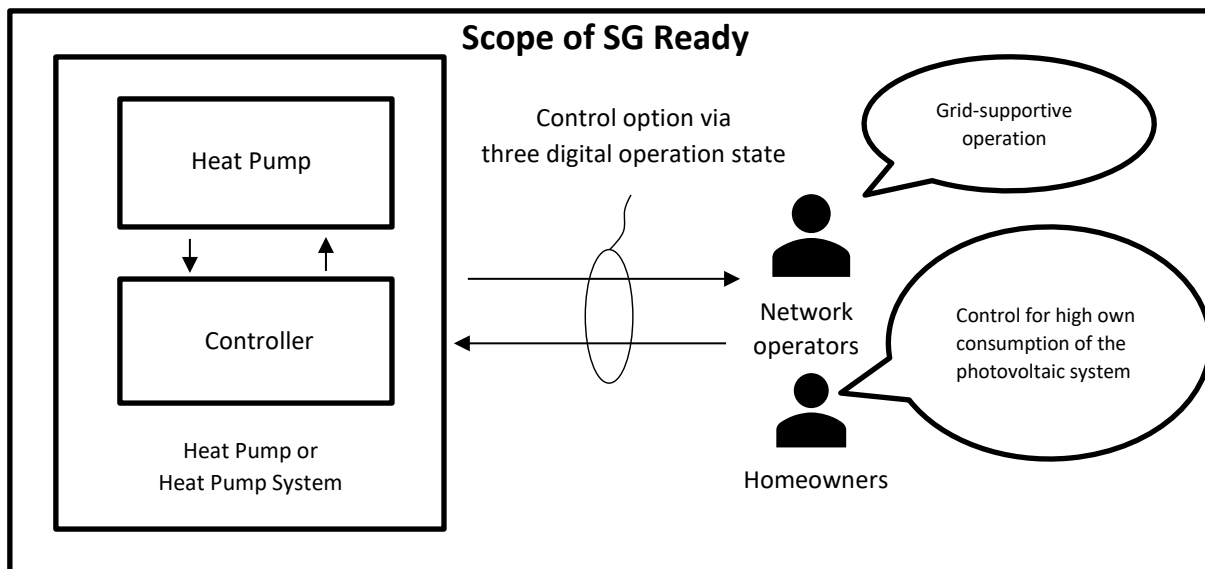 Scope of SG Ready
Heat Pump
Controller
Heat Pump or
Heat Pump System
Control option via
three digital operation state
Grid-supportive
operation
Network
operators
Control for high own
consumption of the
photovoltaic system
Homeowners